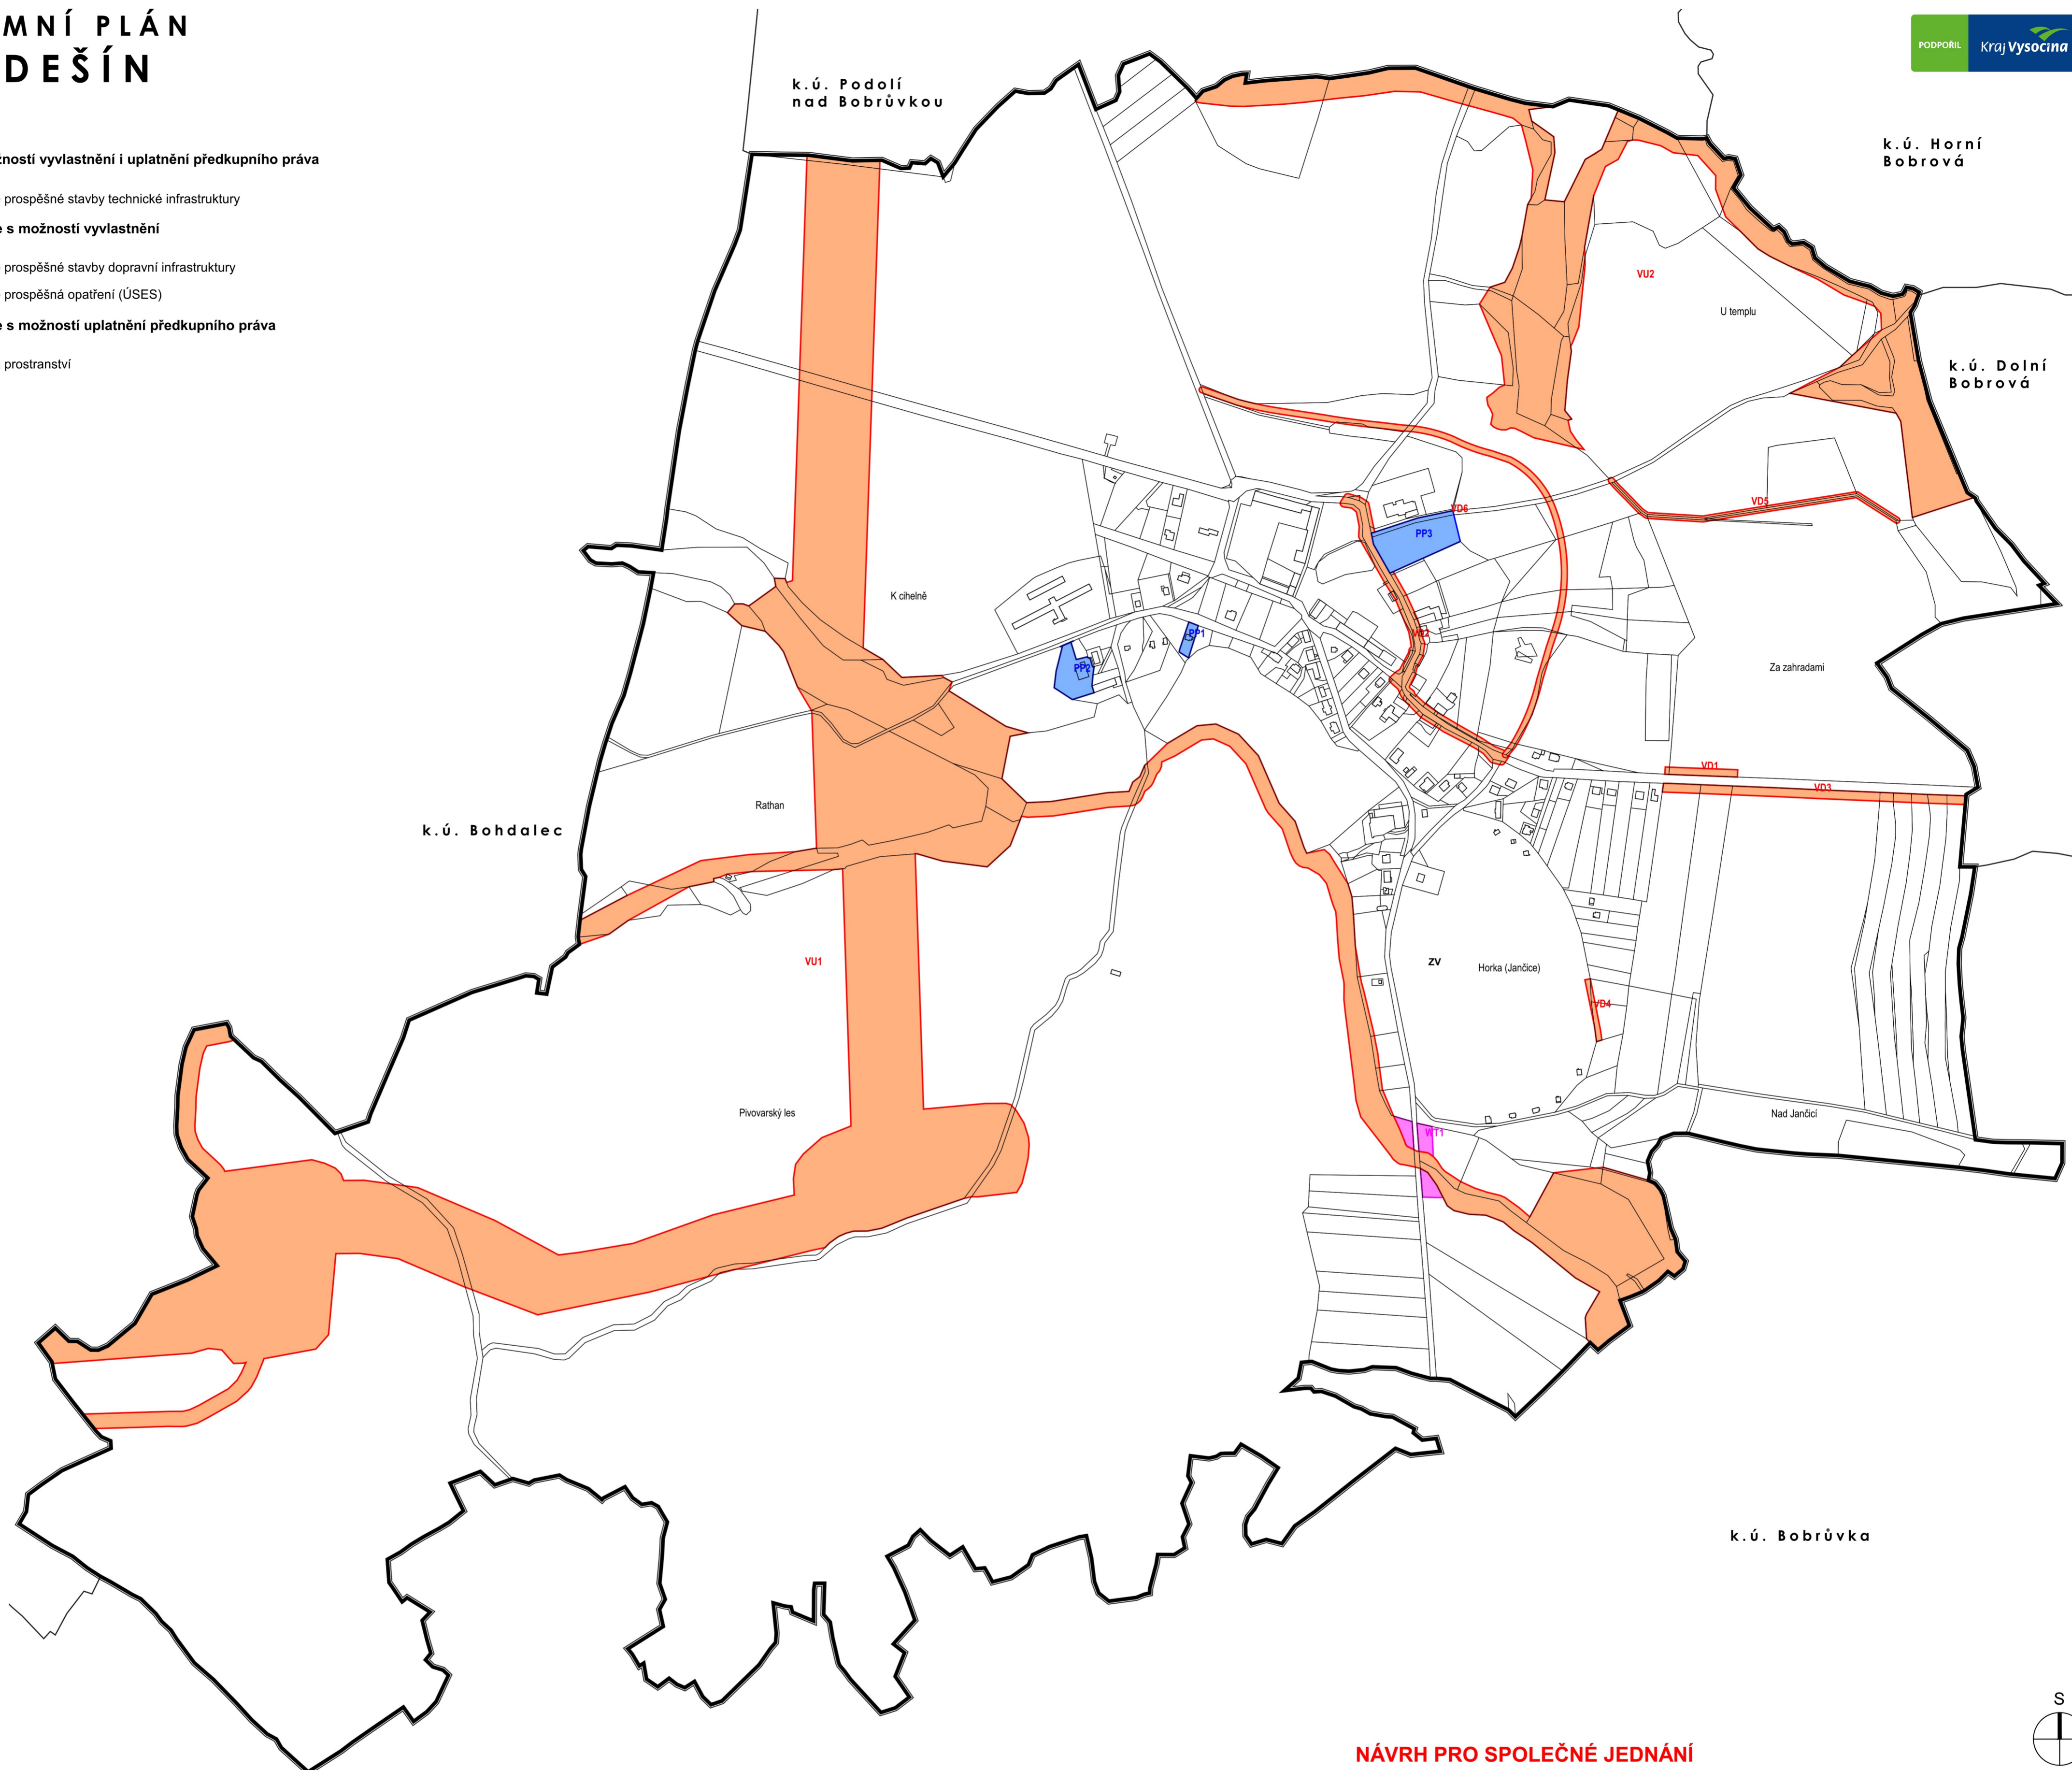 MNÍ PLÁN
DEŠÍN
PODPOŘIL
Kraj Vysočina
k.ú. Podolí
nad Bobrůvkou
k.ú. Horní
Bobrová
žností vyvlastnění i uplatnění předkupního práva
prospěšné stavby technické infrastruktury
e s možností vyvlastnění
prospěšné stavby dopravní infrastruktury
prospěšná opatření (ÚSES)
e s možností uplatnění předkupního práva
prostranství
VU2
U templu
k.ú. Dolní
Bobrová
VD5
VD6
PP3
K cihelně
PP1
VD2
PP2
Za zahradami
VD1
VD3
Rathan
k.ú. Bohdalec
VU1
ZV
Horka (Jančice)
VD4
Pivovarský les
Nad Jančicí
VT1
k.ú. Bobrůvka
S
NÁVRH PRO SPOLEČNÉ JEDNÁNÍ